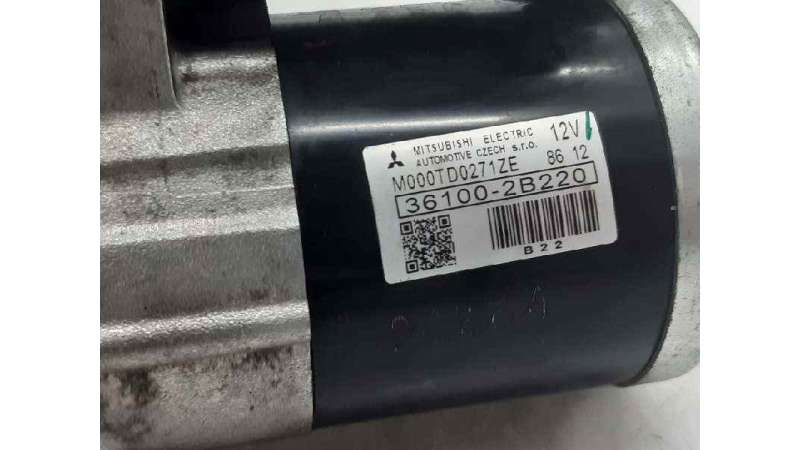 MITSUBISHI ELECTRIC 12V
AUTOMOTIVE CZECH s.r.o.
M000TD0271ZE 86 12
36100-2B220
B22